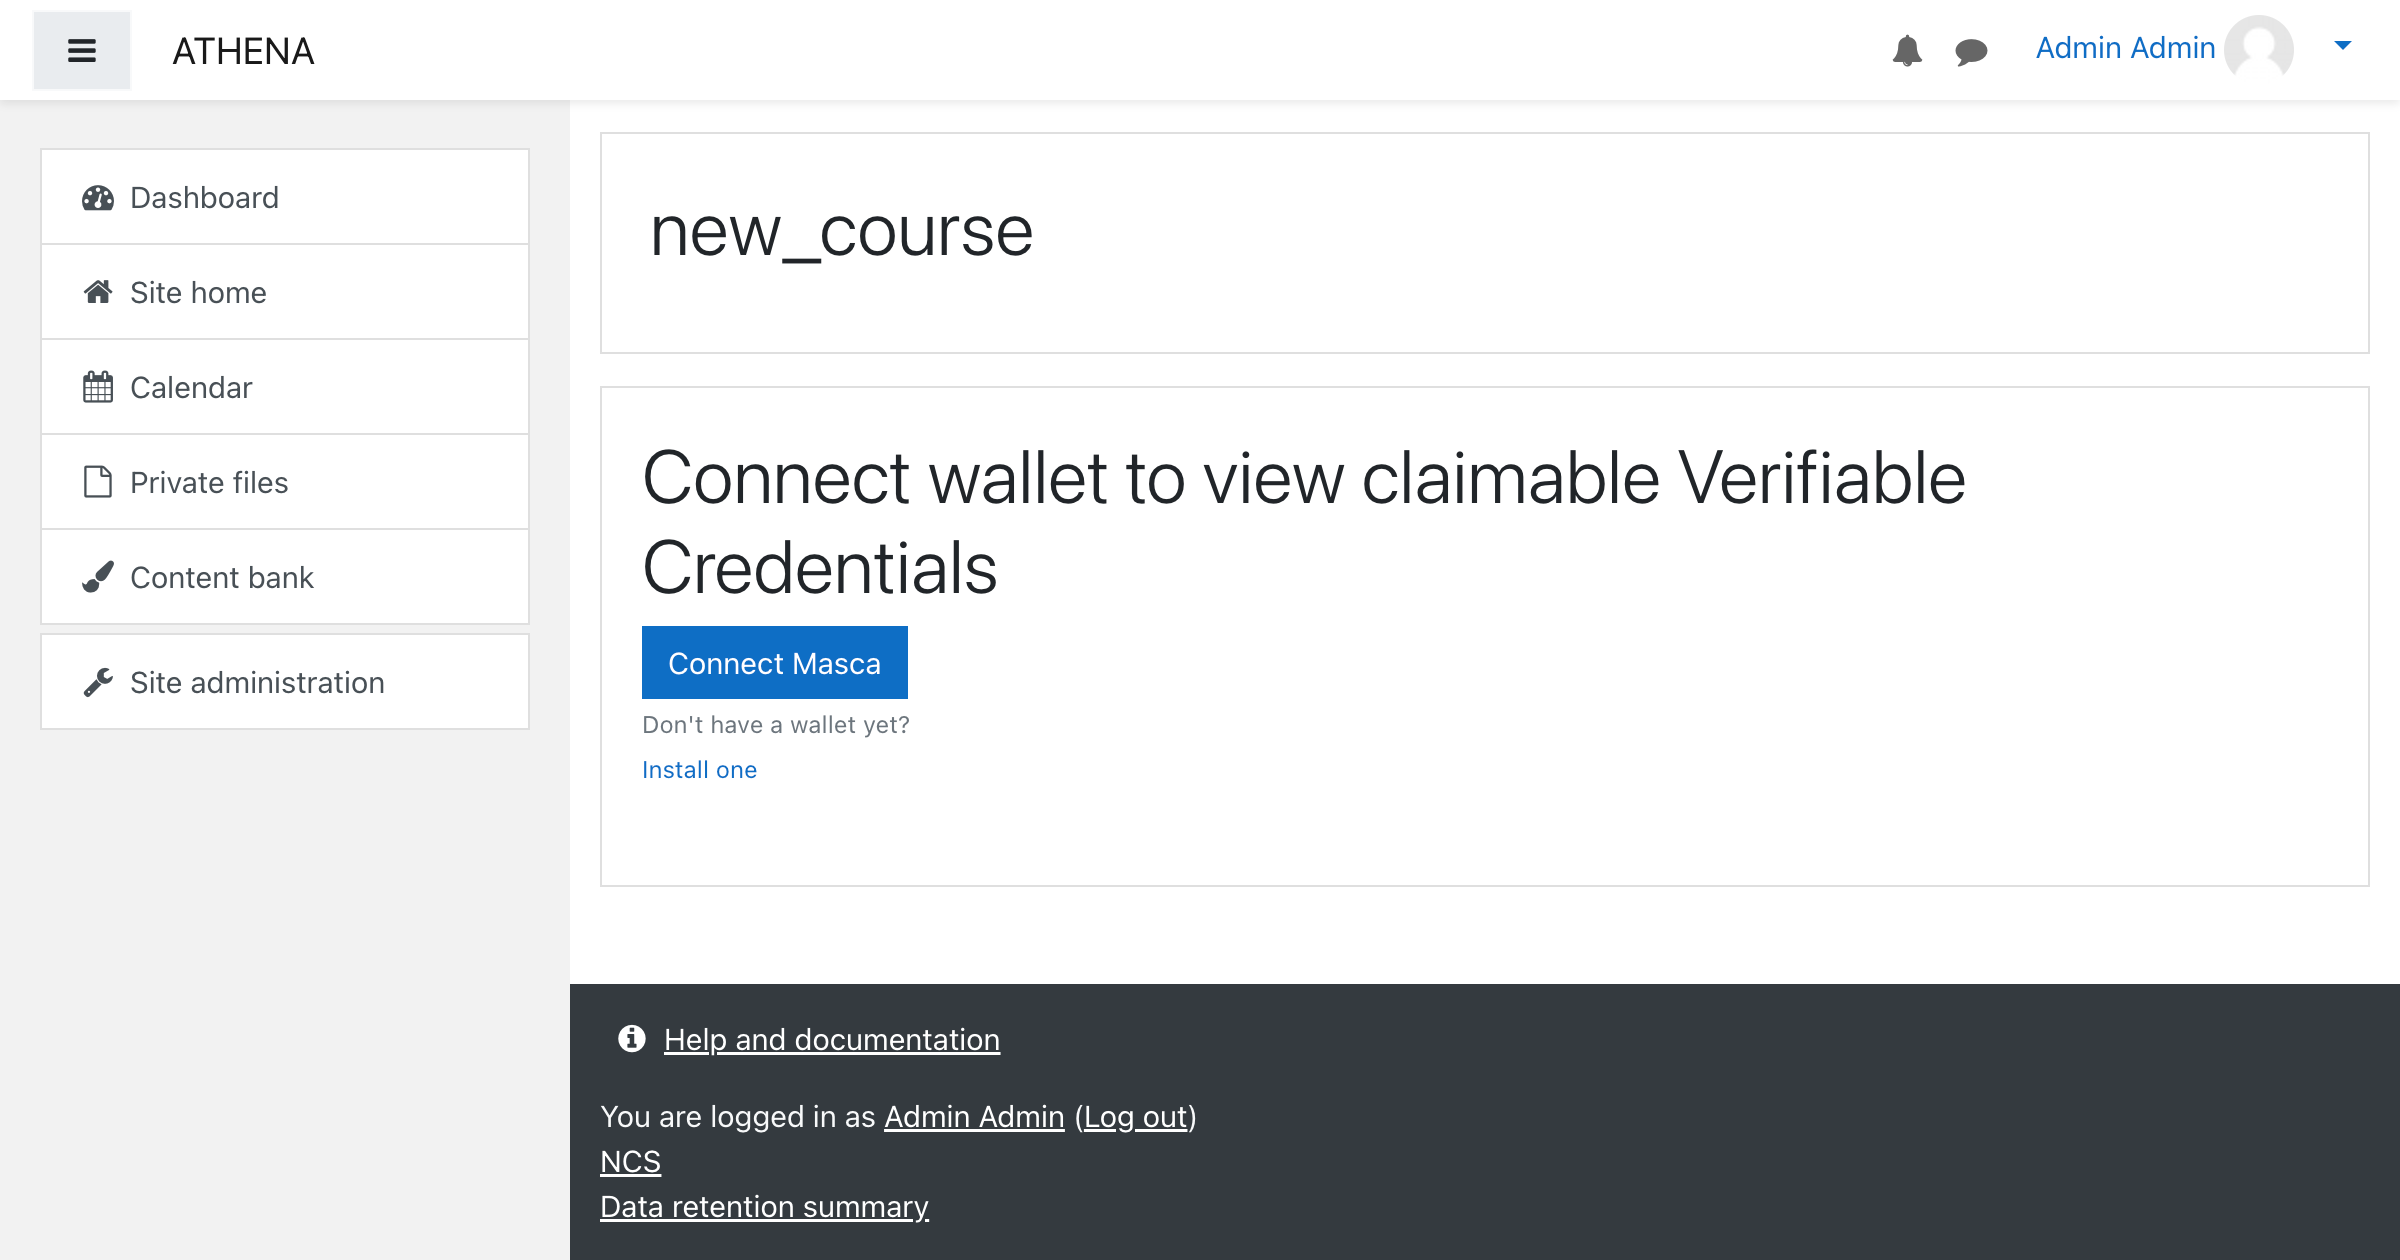 ATHENA
Admin Admin
Dashboard
Site home
Calendar
Private files
Content bank
Site administration
new_course
Connect wallet to view claimable Verifiable
Credentials
Connect Masca
Don't have a wallet yet?
Install one
Help and documentation
You are logged in as Admin Admin (Log out)
NCS
Data retention summary